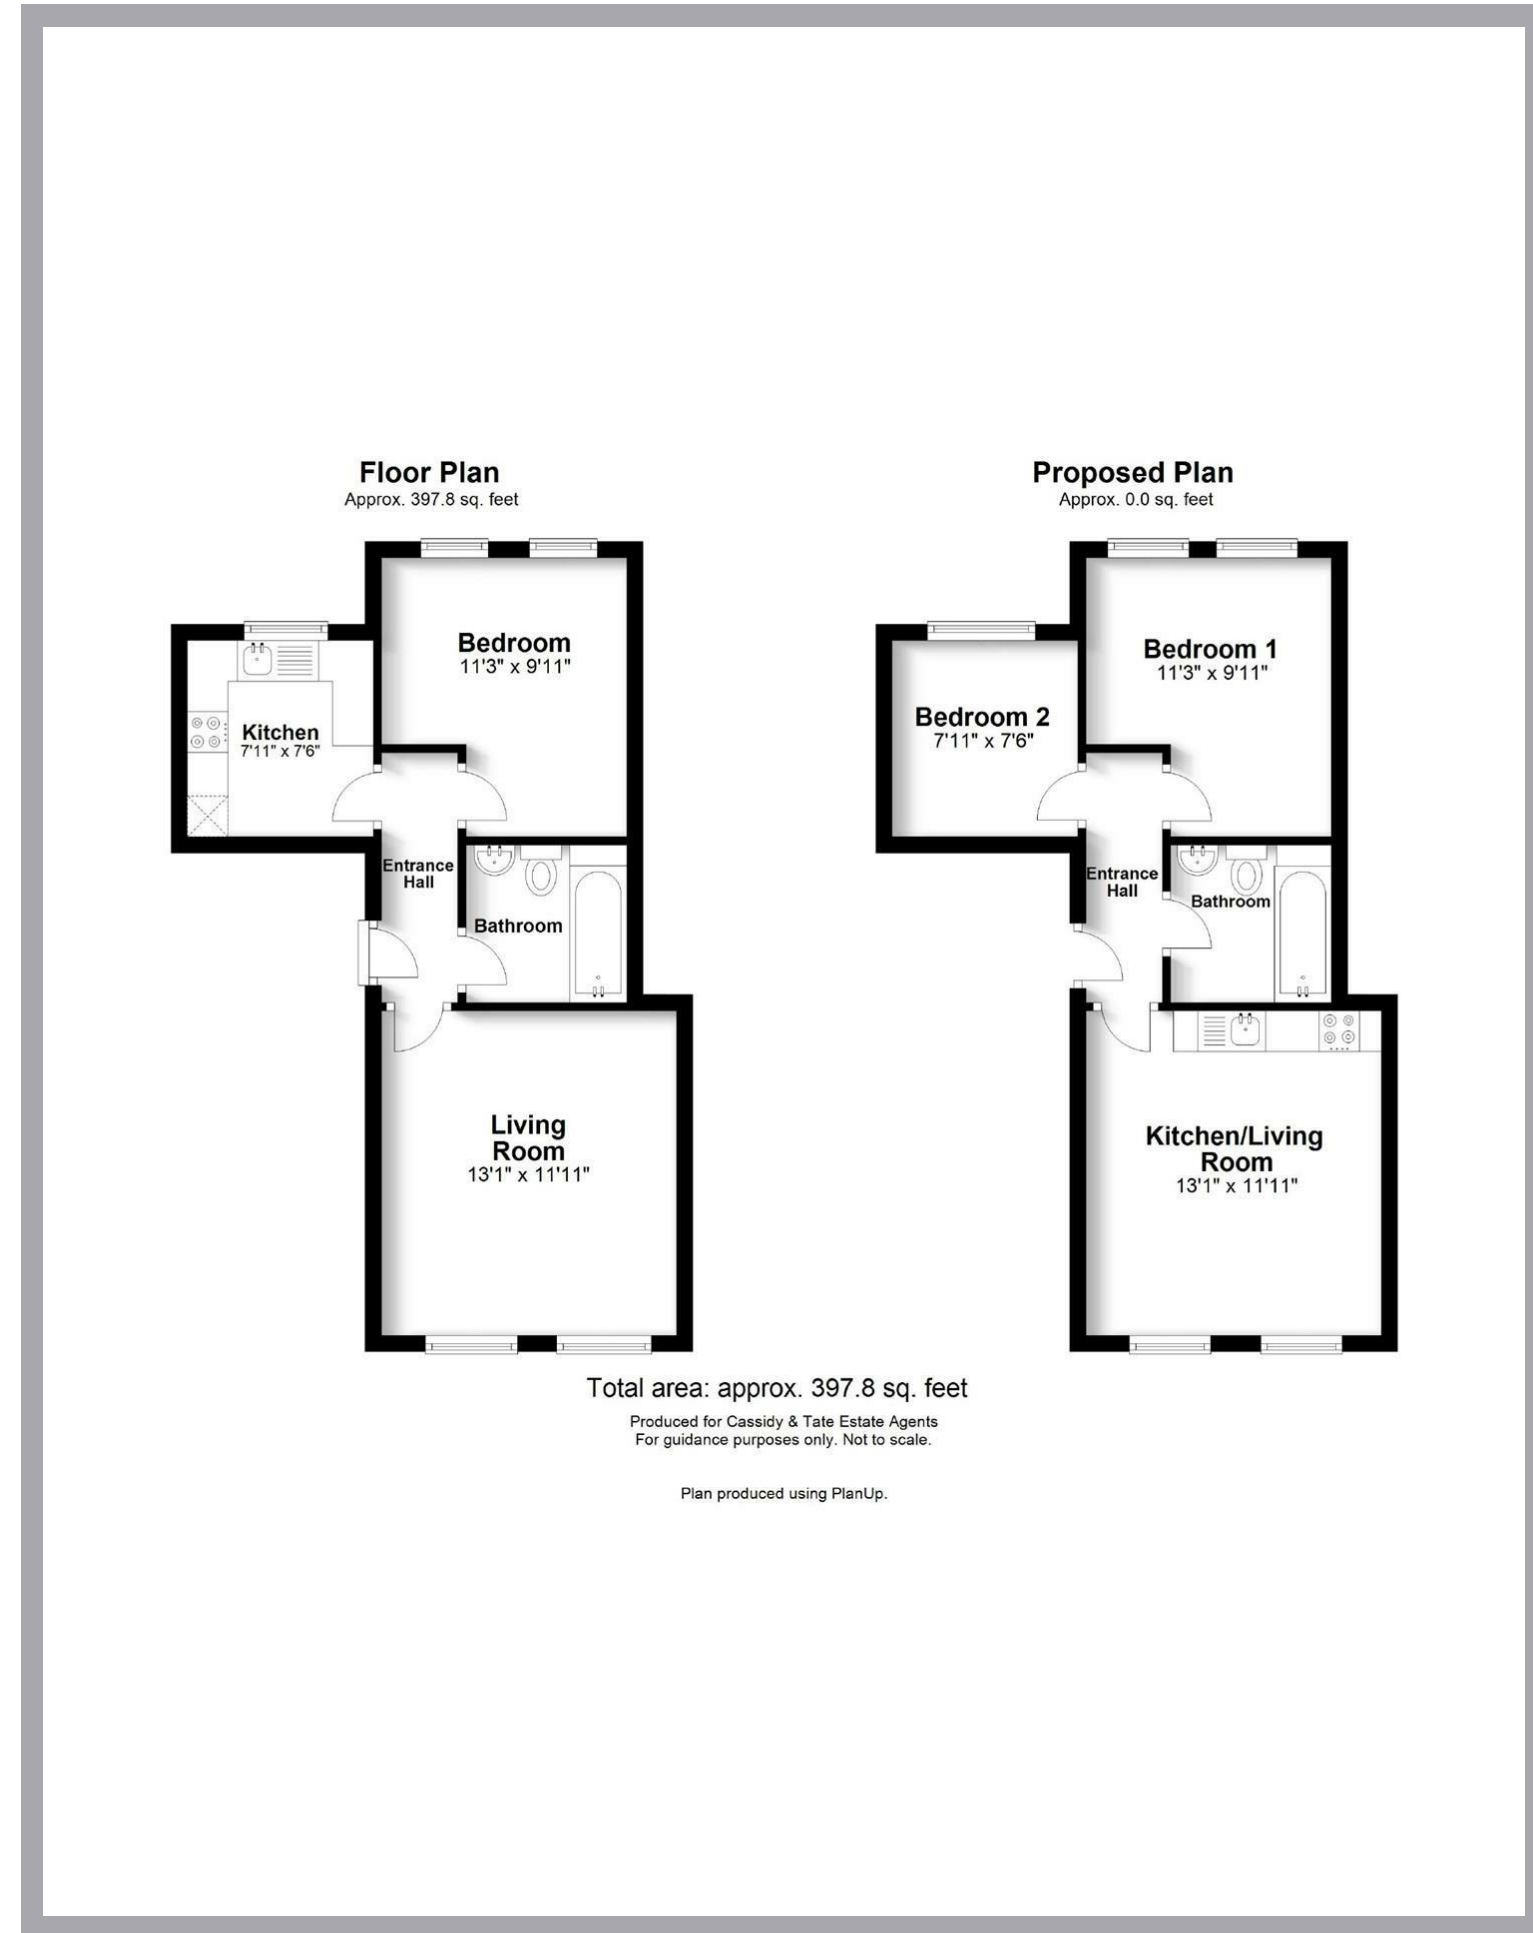 Floor Plan
Approx. 397.8 sq. feet
Bedroom
11'3" x 9'11"
Kitchen
7'11" x 7'6"
Entrance
Hall
Bathroom
Living
Room
13'1" x 11'11"
Proposed Plan
Approx. 0.0 sq. feet
Bedroom 1
11'3" x 9'11"
Bedroom 2
7'11" x 7'6"
Entrance
Hall
Bathroom
Kitchen/Living
Room
13'1" x 11'11"
Total area: approx. 397.8 sq. feet
Produced for Cassidy & Tate Estate Agents
For guidance purposes only. Not to scale.
Plan produced using PlanUp.